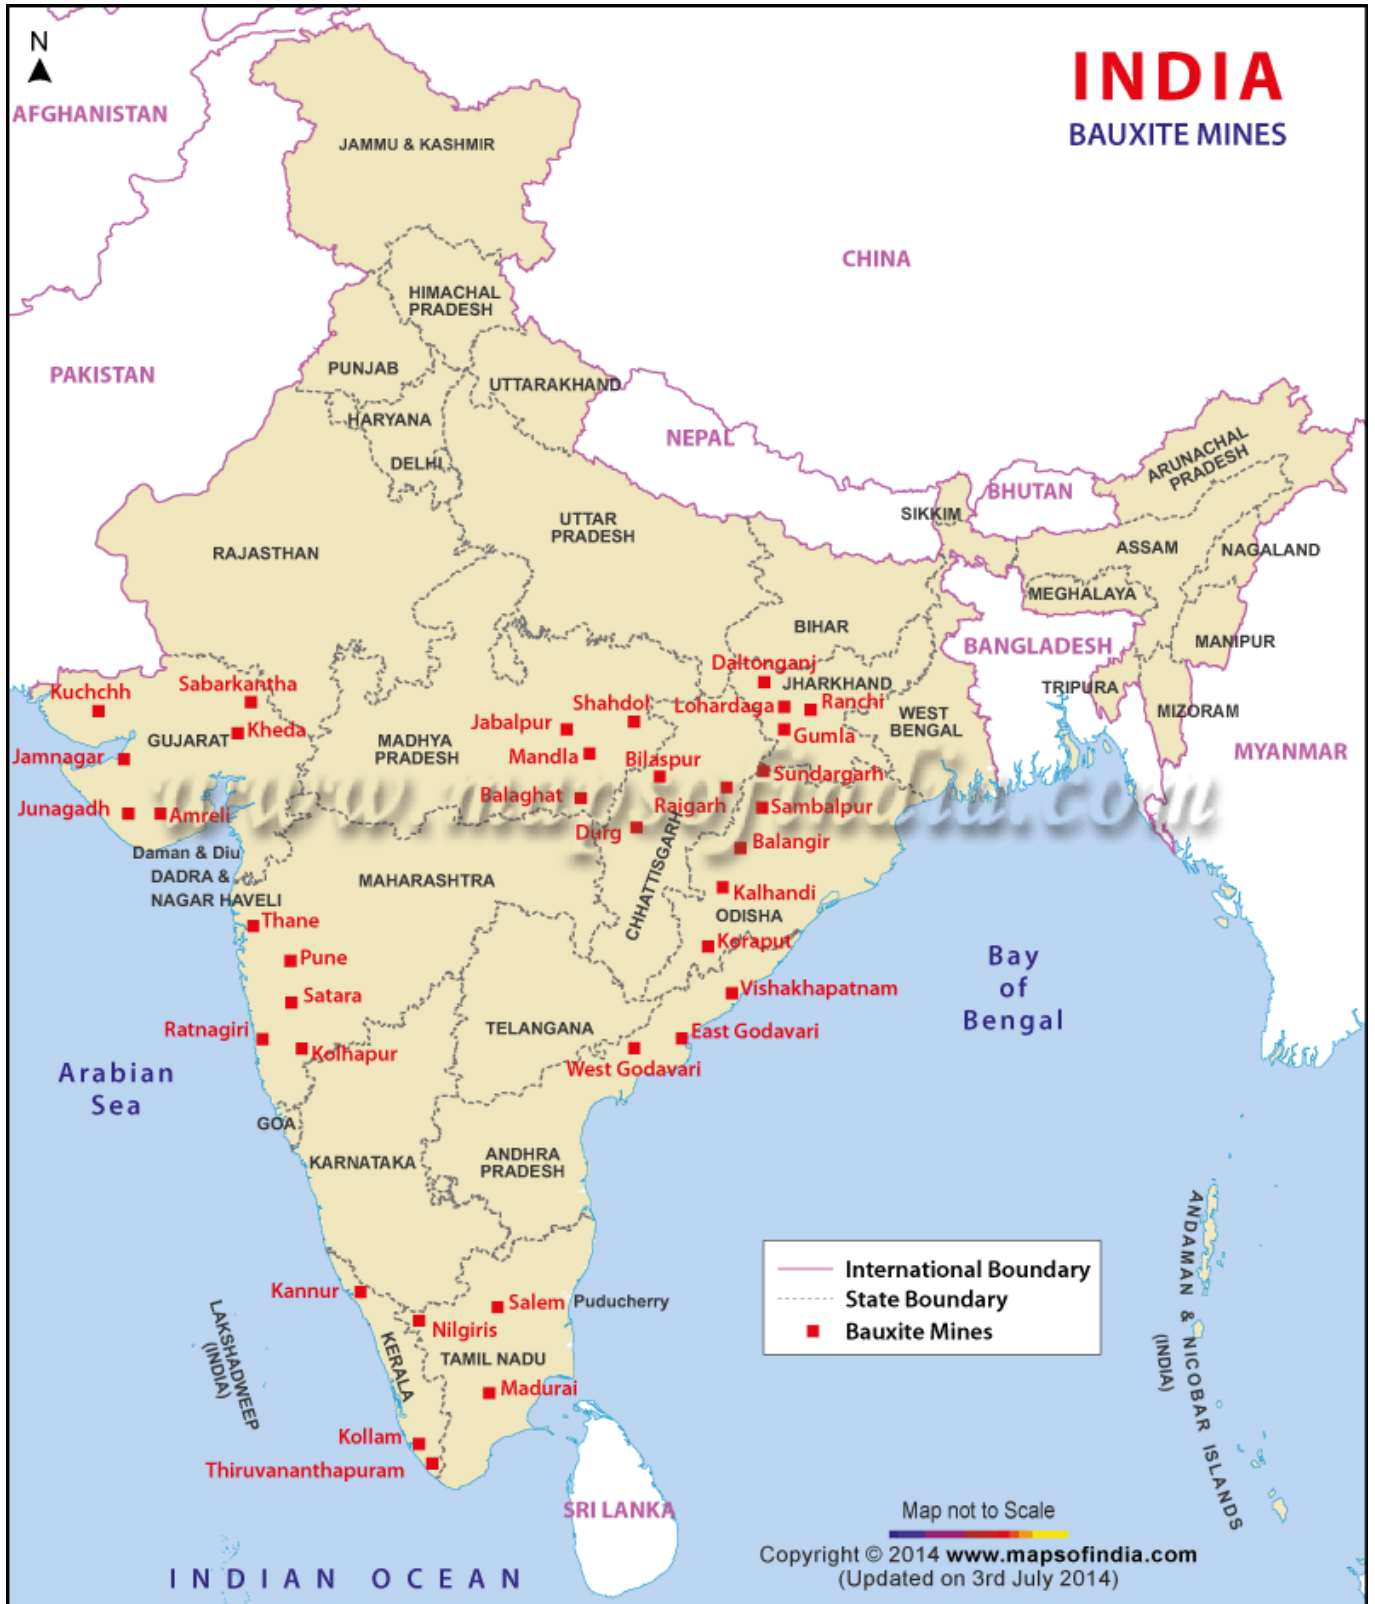 N
INDIA
BAUXITE MINES
AFGHANISTAN
JAMMU & KASHMIR
CHINA
HIMACHAL
PRADESH
PAKISTAN
PUNJAB
UTTARAKHAND
HARYANA
NEPAL
DELHI
ARUNACHAL
PRADESH
BHUTAN
SIKKIM
UTTAR
PRADESH
RAJASTHAN
ASSAM
NAGALAND
MEGHALAYA
BIHAR
BANGLADESH
MANIPUR
Daltonganj
JHARKHAND
TRIPURA
Kuchchh
Sabarkantha
Shahdol
Lohardaga
Ranchi
MIZORAM
WEST
BENGAL
Jabalpur
Gumla
Kheda
GUJARAT
MADHYA
PRADESH
MYANMAR
Jamnagar
Mandla
Bilaspur
Sundargarh
www.mapsofindia.com
Balaghat
Raigarh
Sambalpur
Junagadh
Amreli
Durg
Balangir
Daman & Diu
DADRA &
NAGAR HAVELI
MAHARASHTRA
CHHATTISGARH
Kalhandi
ODISHA
Thane
Koraput
Pune
Bay
of
Bengal
Vishakhapatnam
Satara
Ratnagiri
TELANGANA
East Godavari
Kolhapur
West Godavari
Arabian
Sea
GOA
KARNATAKA
ANDHRA
PRADESH
ANDAMAN & NICOBAR ISLANDS
(INDIA)
International Boundary
State Boundary
Bauxite Mines
Kannur
Salem
Puducherry
Nilgiris
LAKSHADWEEP
(INDIA)
KERALA
TAMIL NADU
Madurai
Kollam
Thiruvananthapuram
SRI LANKA
Map not to Scale
Copyright © 2014 www.mapsofindia.com
(Updated on 3rd July 2014)
INDIAN OCEAN